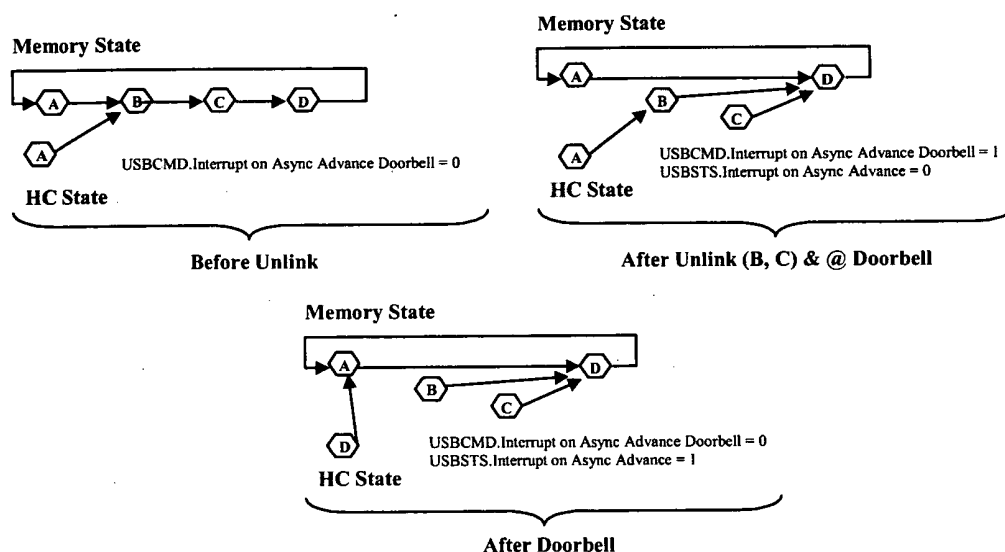 Memory State
A B C D
A
USBCMD.Interrupt on Async Advance Doorbell = 0
HC State
Before Unlink
Memory State
A D
B
C
A
USBCMD.Interrupt on Async Advance Doorbell = 1
USBSTS.Interrupt on Async Advance = 0
HC State
After Unlink (B, C) & @ Doorbell
Memory State
A D
B
C
D
USBCMD.Interrupt on Async Advance Doorbell = 0
USBSTS.Interrupt on Async Advance = 1
HC State
After Doorbell